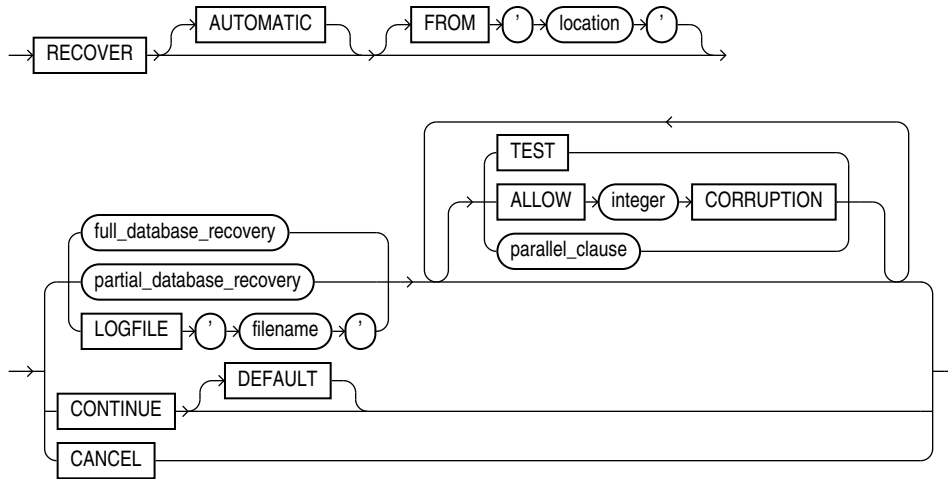 RECOVER AUTOMATIC FROM ' location '
TEST
ALLOW integer CORRUPTION
parallel_clause
full_database_recovery
partial_database_recovery
LOGFILE ' filename '
CONTINUE DEFAULT
CANCEL